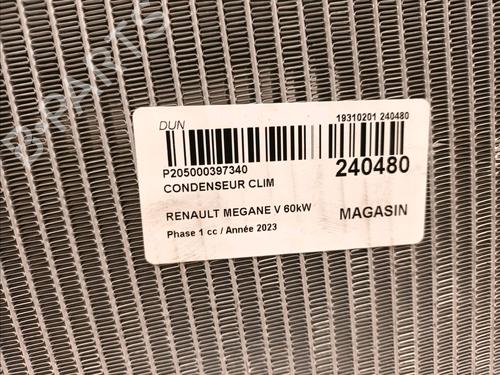 B-PARTS
DUN
19310201 240480
P205000397340
240480
CONDENSEUR CLIM
RENAULT MEGANE V 60kW
MAGASIN
Phase 1 cc / Année 2023